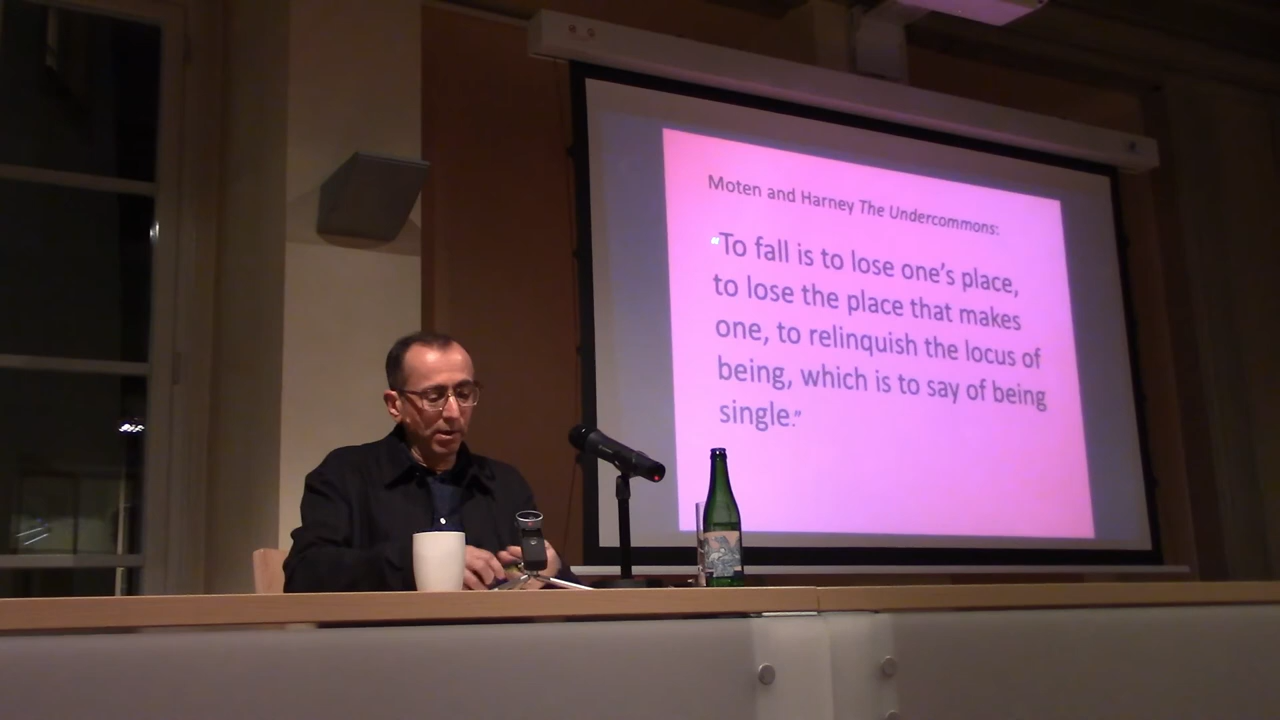 Moten and Harney The Undercommons:
“To fall is to lose one’s place,
to lose the place that makes
one, to relinquish the locus of
being, which is to say of being
single.”